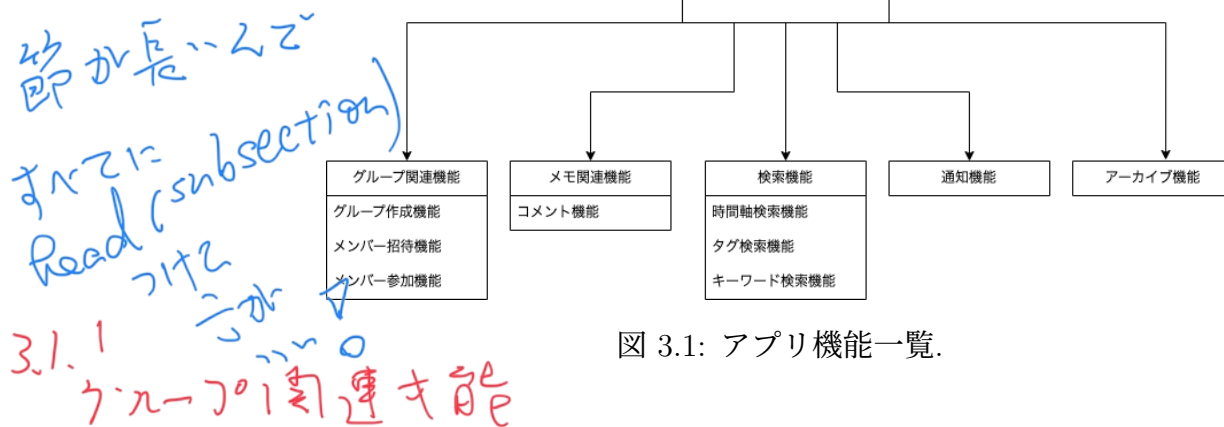 節が長いんで
すべてに
head (subsection)
つけて
方が
いい。
3.1.1
グループ関連機能
グループ関連機能
グループ作成機能
メンバー招待機能
メンバー参加機能
メモ関連機能
コメント機能
検索機能
時間軸検索機能
タグ検索機能
キーワード検索機能
通知機能
アーカイブ機能
図 3.1: アプリ機能一覧.